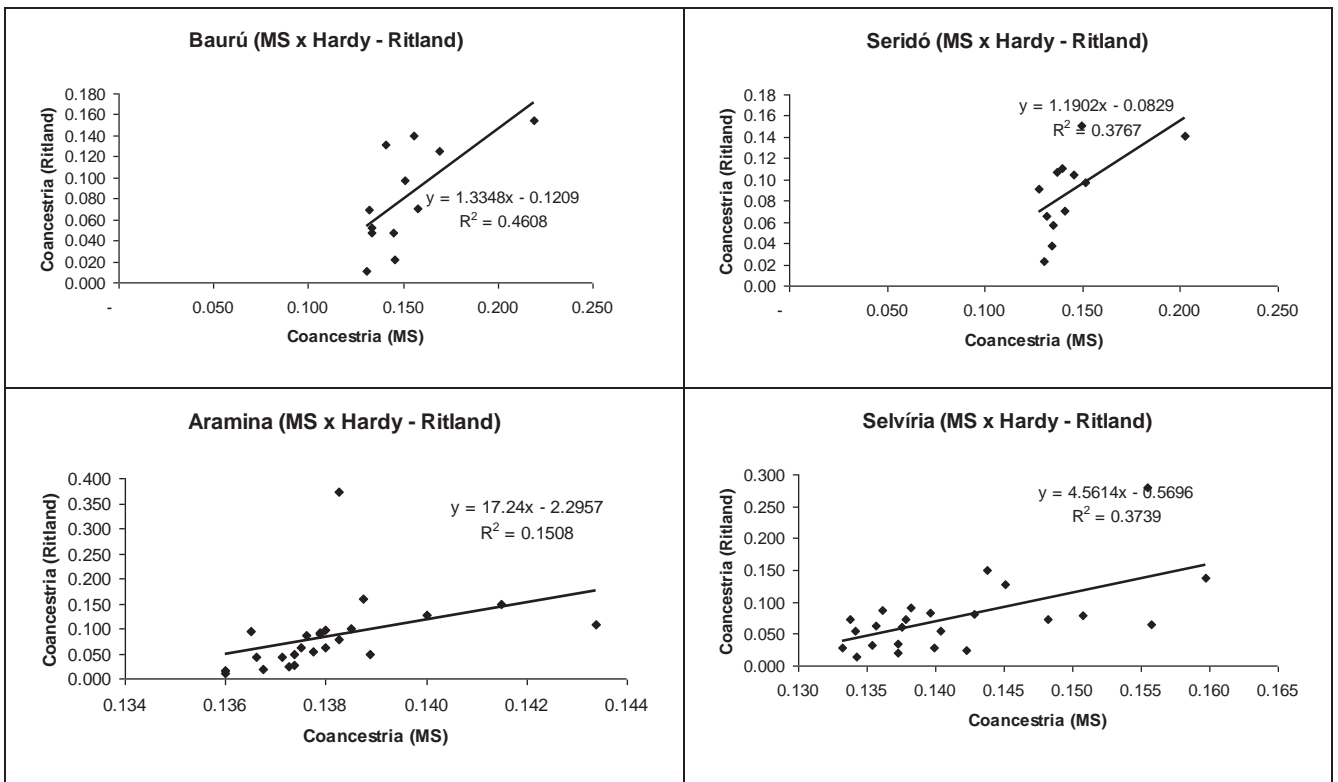 Baurú (MS x Hardy - Ritland)
Coancestria (Ritland)
0.180
0.160
0.140
0.120
0.100
0.080
0.060
0.040
0.020
0.000
y = 1.3348x - 0.1209
R² = 0.4608
- 0.050 0.100 0.150 0.200 0.250
Coancestria (MS)
Seridó (MS x Hardy - Ritland)
Coancestria (Ritland)
0.18
0.16
0.14
0.12
0.10
0.08
0.06
0.04
0.02
0.00
y = 1.1902x - 0.0829
R² = 0.3767
- 0.050 0.100 0.150 0.200 0.250
Coancestria (MS)
Aramina (MS x Hardy - Ritland)
Coancestria (Ritland)
0.400
0.350
0.300
0.250
0.200
0.150
0.100
0.050
0.000
y = 17.24x - 2.2957
R² = 0.1508
0.134 0.136 0.138 0.140 0.142 0.144
Coancestria (MS)
Selvíria (MS x Hardy - Ritland)
Coancestria (Ritland)
0.300
0.250
0.200
0.150
0.100
0.050
0.000
y = 4.5614x - 0.5696
R² = 0.3739
0.130 0.135 0.140 0.145 0.150 0.155 0.160 0.165
Coancestria (MS)